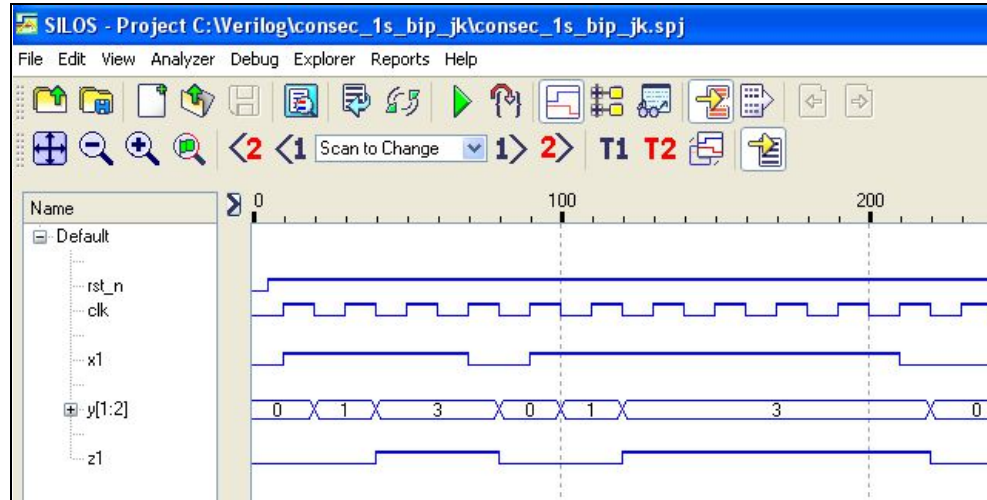 SILOS - Project C:\Verilog\consec_1s_bip_jk\consec_1s_bip_jk.spj
File Edit View Analyzer Debug Explorer Reports Help
<2 <1 Scan to Change 1> 2> T1 T2
Name 0 100 200
Default
rst_n
clk
x1
y[1:2] 0 1 3 0 1 3 0
z1